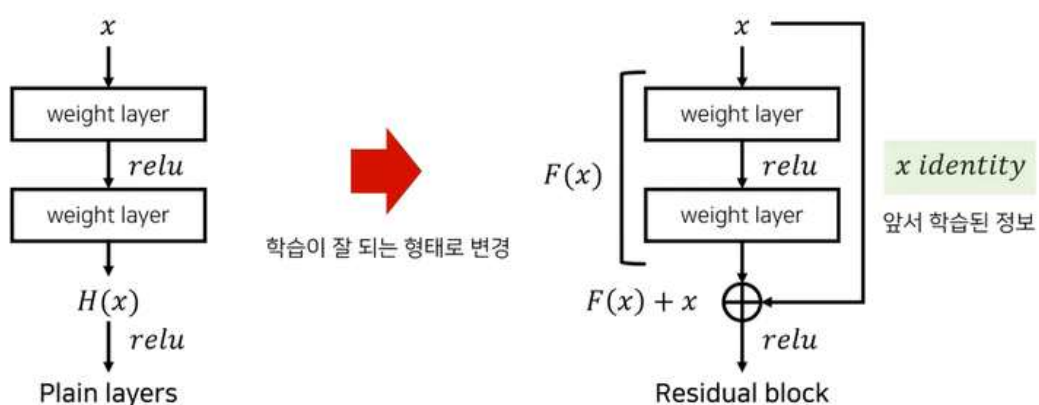 x
weight layer
relu
weight layer
H(x)
relu
Plain layers
학습이 잘 되는 형태로 변경
x
weight layer
relu
F(x)
weight layer
F(x) + x
relu
Residual block
x identity
앞서 학습된 정보